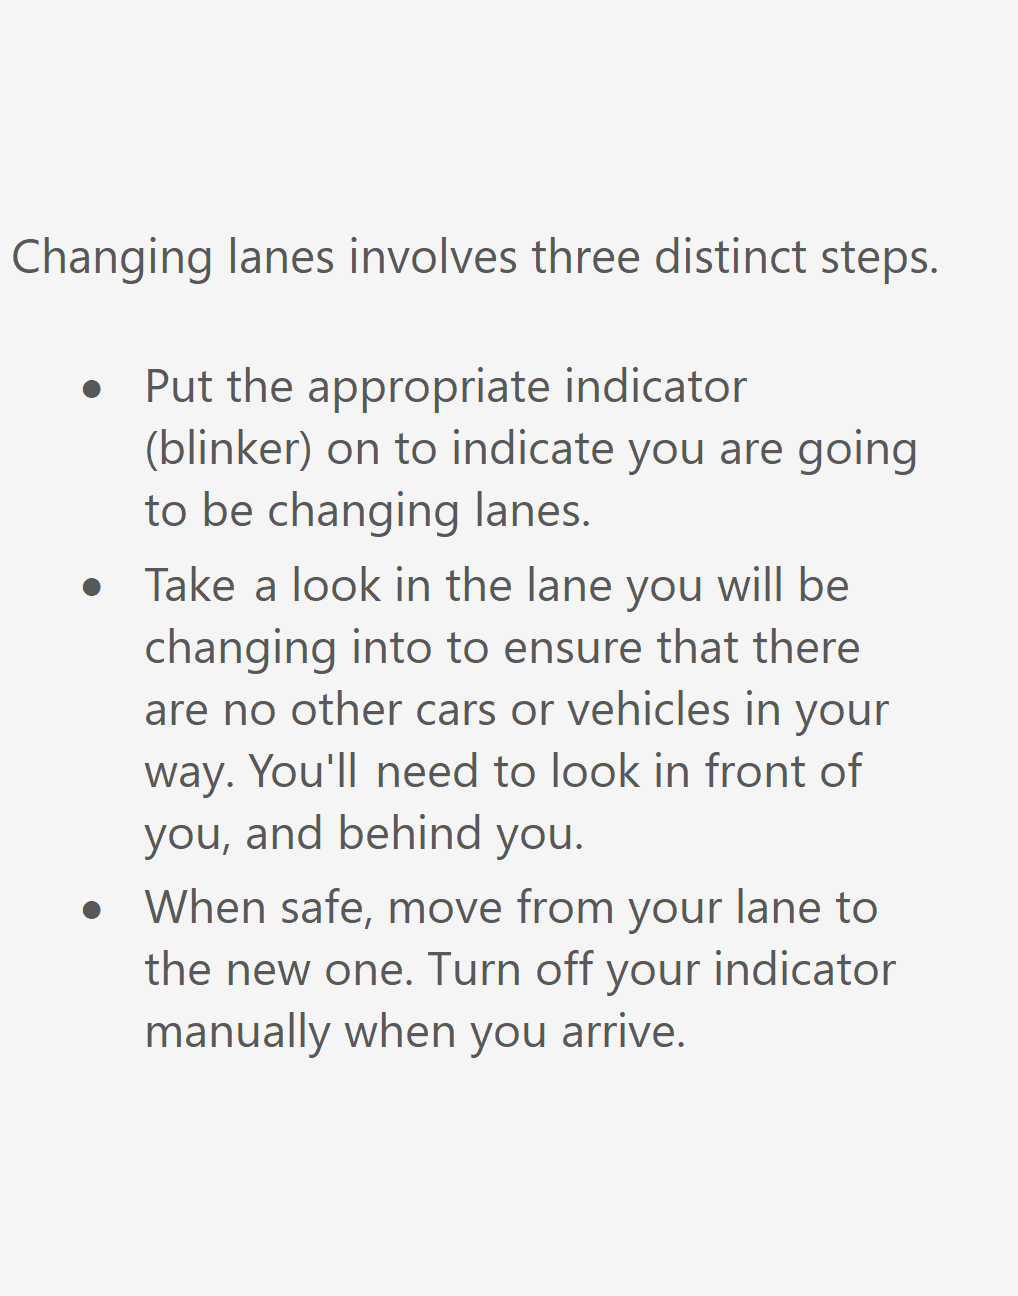 Changing lanes involves three distinct steps.
● Put the appropriate indicator
(blinker) on to indicate you are going
to be changing lanes.
● Take a look in the lane you will be
changing into to ensure that there
are no other cars or vehicles in your
way. You'll need to look in front of
you, and behind you.
● When safe, move from your lane to
the new one. Turn off your indicator
manually when you arrive.